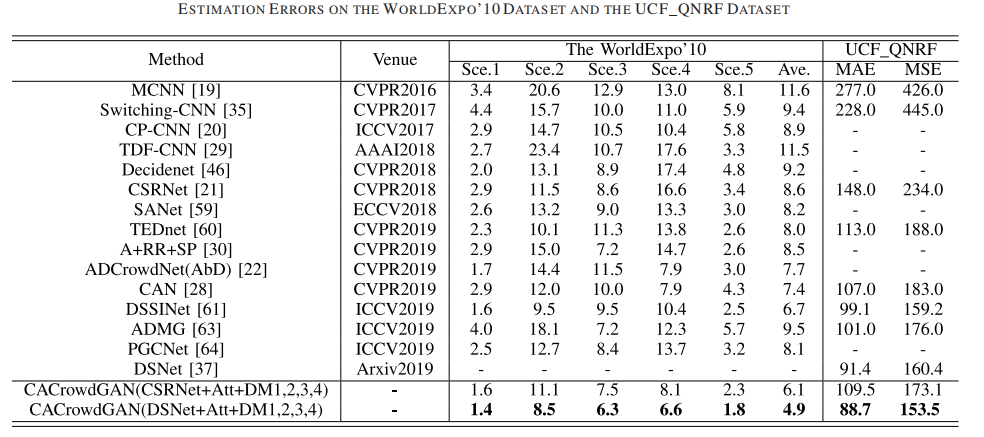 ESTIMATION ERRORS ON THE WORLDEXPO'10 DATASET AND THE UCF_QNRF DATASET
Method Venue The WorldExpo'10 UCF_QNRF
Sce.1 Sce.2 Sce.3 Sce.4 Sce.5 Ave. MAE MSE
MCNN [19] CVPR2016 3.4 20.6 12.9 13.0 8.1 11.6 277.0 426.0
Switching-CNN [35] CVPR2017 4.4 15.7 10.0 11.0 5.9 9.4 228.0 445.0
CP-CNN [20] ICCV2017 2.9 14.7 10.5 10.4 5.8 8.9 - -
TDF-CNN [29] AAAI2018 2.7 23.4 10.7 17.6 3.3 11.5 - -
Decidenet [46] CVPR2018 2.0 13.1 8.9 17.4 4.8 9.2 - -
CSRNet [21] CVPR2018 2.9 11.5 8.6 16.6 3.4 8.6 148.0 234.0
SANet [59] ECCV2018 2.6 13.2 9.0 13.3 3.0 8.2 - -
TEDnet [60] CVPR2019 2.3 10.1 11.3 13.8 2.6 8.0 113.0 188.0
A+RR+SP [30] CVPR2019 2.9 15.0 7.2 14.7 2.6 8.5 - -
ADCrowdNet(AbD) [22] CVPR2019 1.7 14.4 11.5 7.9 3.0 7.7 - -
CAN [28] CVPR2019 2.9 12.0 10.0 7.9 4.3 7.4 107.0 183.0
DSSINet [61] ICCV2019 1.6 9.5 9.5 10.4 2.5 6.7 99.1 159.2
ADMG [63] ICCV2019 4.0 18.1 7.2 12.3 5.7 9.5 101.0 176.0
PGCNet [64] ICCV2019 2.5 12.7 8.4 13.7 3.2 8.1 - -
DSNet [37] Arxiv2019 - - - - - - 91.4 160.4
CACrowdGAN(CSRNet+Att+DM1,2,3,4) - 1.6 11.1 7.5 8.1 2.3 6.1 109.5 173.1
CACrowdGAN(DSNet+Att+DM1,2,3,4) - 1.4 8.5 6.3 6.6 1.8 4.9 88.7 153.5